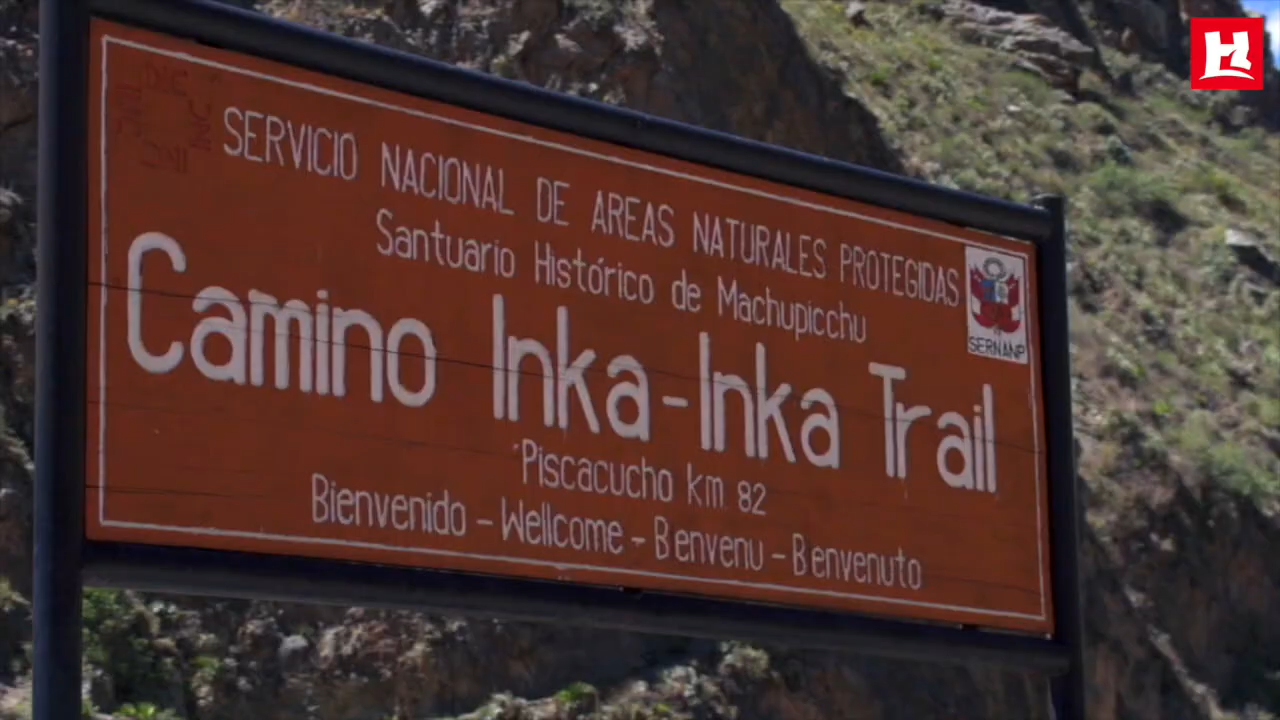 SERVICIO NACIONAL DE AREAS NATURALES PROTEGIDAS
Santuario Histórico de Machupicchu
SERNANP
Camino Inka - Inka Trail
Piscacucho km 82
Bienvenido - Wellcome - Benvenu - Benvenuto